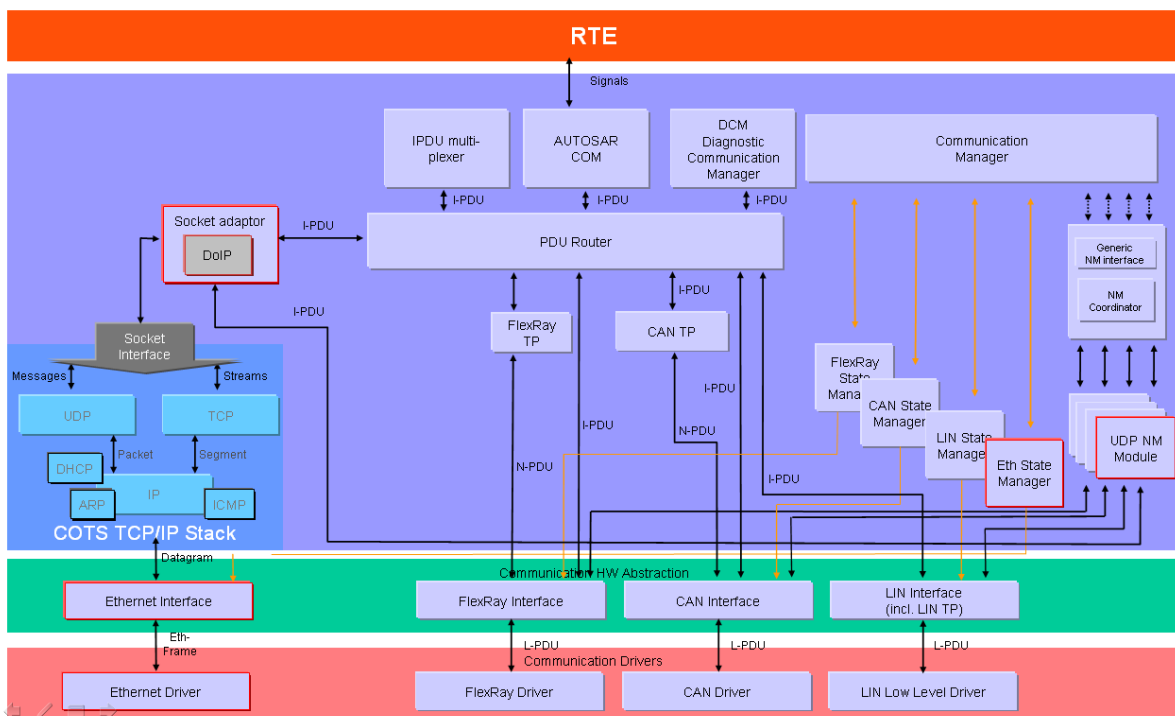 RTE
Signals
IPDU multi-
plexer
AUTOSAR
COM
DCM
Diagnostic
Communication
Manager
Communication
Manager
I-PDU
I-PDU
I-PDU
Socket adaptor
DoIP
I-PDU
PDU Router
Generic
NM interface
NM
Coordinator
I-PDU
I-PDU
I-PDU
FlexRay
TP
CAN TP
Socket
Interface
Messages
Streams
UDP
TCP
Packet
Segment
DHCP
IP
ARP
ICMP
COTS TCP/IP Stack
I-PDU
I-PDU
N-PDU
N-PDU
I-PDU
FlexRay
State
Manag
CAN State
Manager
LIN State
Manage
Eth State
Manager
UDP NM
Module
Datagram
Communication HW Abstraction
Ethernet Interface
FlexRay Interface
CAN Interface
LIN Interface
(incl. LIN TP)
Eth-
Frame
L-PDU
L-PDU
L-PDU
Communication Drivers
Ethernet Driver
FlexRay Driver
CAN Driver
LIN Low Level Driver